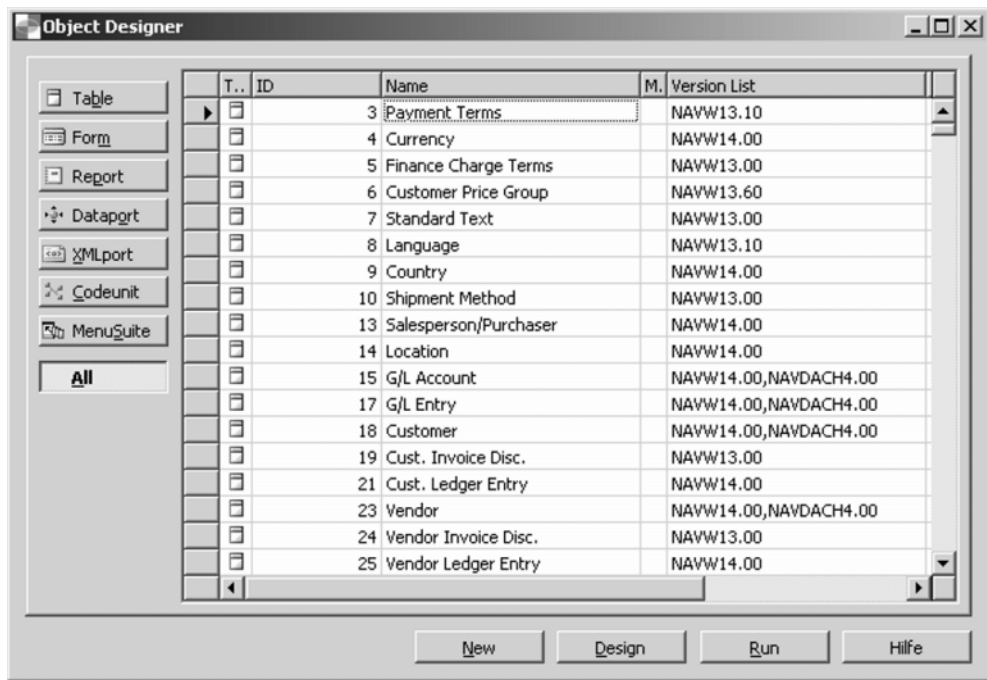 Object Designer
Table
Form
Report
Dataport
XMLport
Codeunit
MenuSuite
All
T.. ID Name M. Version List
3 Payment Terms NAVW13.10
4 Currency NAVW14.00
5 Finance Charge Terms NAVW13.00
6 Customer Price Group NAVW13.60
7 Standard Text NAVW13.00
8 Language NAVW13.10
9 Country NAVW14.00
10 Shipment Method NAVW13.00
13 Salesperson/Purchaser NAVW14.00
14 Location NAVW14.00
15 G/L Account NAVW14.00,NAVDACH4.00
17 G/L Entry NAVW14.00,NAVDACH4.00
18 Customer NAVW14.00,NAVDACH4.00
19 Cust. Invoice Disc. NAVW13.00
21 Cust. Ledger Entry NAVW14.00
23 Vendor NAVW14.00,NAVDACH4.00
24 Vendor Invoice Disc. NAVW13.00
25 Vendor Ledger Entry NAVW14.00
New Design Run Hilfe